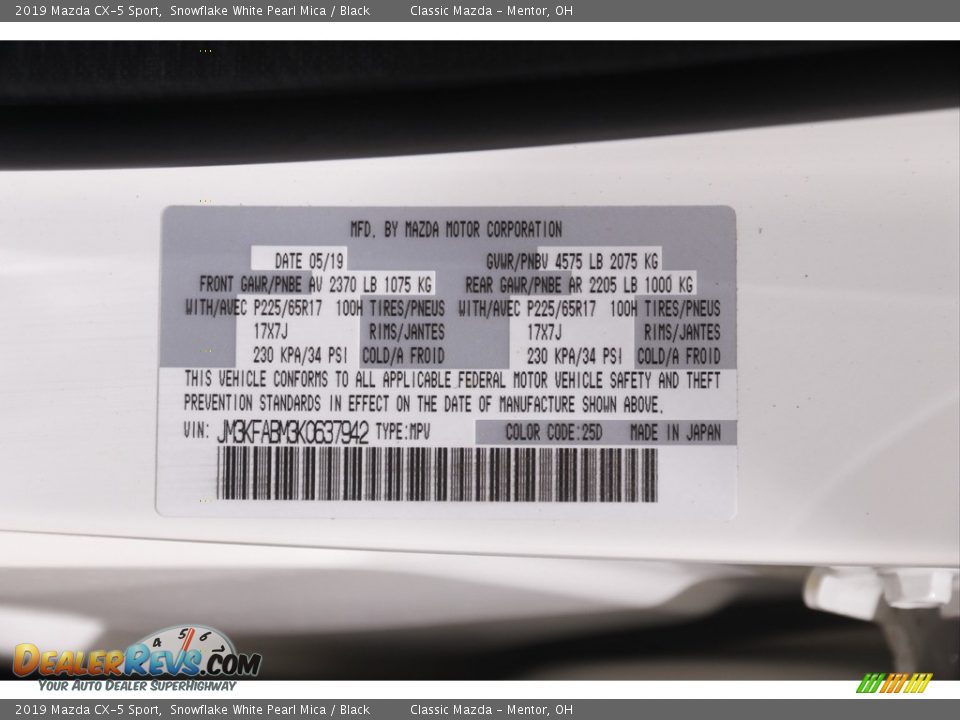 2019 Mazda CX-5 Sport, Snowflake White Pearl Mica / Black Classic Mazda - Mentor, OH
MFD. BY MAZDA MOTOR CORPORATION
DATE 05/19 GVWR/PNBV 4575 LB 2075 KG
FRONT GAWR/PNBE AV 2370 LB 1075 KG REAR GAWR/PNBE AR 2205 LB 1000 KG
WITH/AVEC P225/65R17 100H TIRES/PNEUS WITH/AVEC P225/65R17 100H TIRES/PNEUS
17X7J RIMS/JANTES 17X7J RIMS/JANTES
230 KPA/34 PSI COLD/A FROID 230 KPA/34 PSI COLD/A FROID
THIS VEHICLE CONFORMS TO ALL APPLICABLE FEDERAL MOTOR VEHICLE SAFETY AND THEFT
PREVENTION STANDARDS IN EFFECT ON THE DATE OF MANUFACTURE SHOWN ABOVE.
VIN: JM3KFABM3K0637942 TYPE:MPV COLOR CODE:25D MADE IN JAPAN
4 5 6
DealerRevs.com
Your Auto Dealer SuperHighway
2019 Mazda CX-5 Sport, Snowflake White Pearl Mica / Black Classic Mazda - Mentor, OH